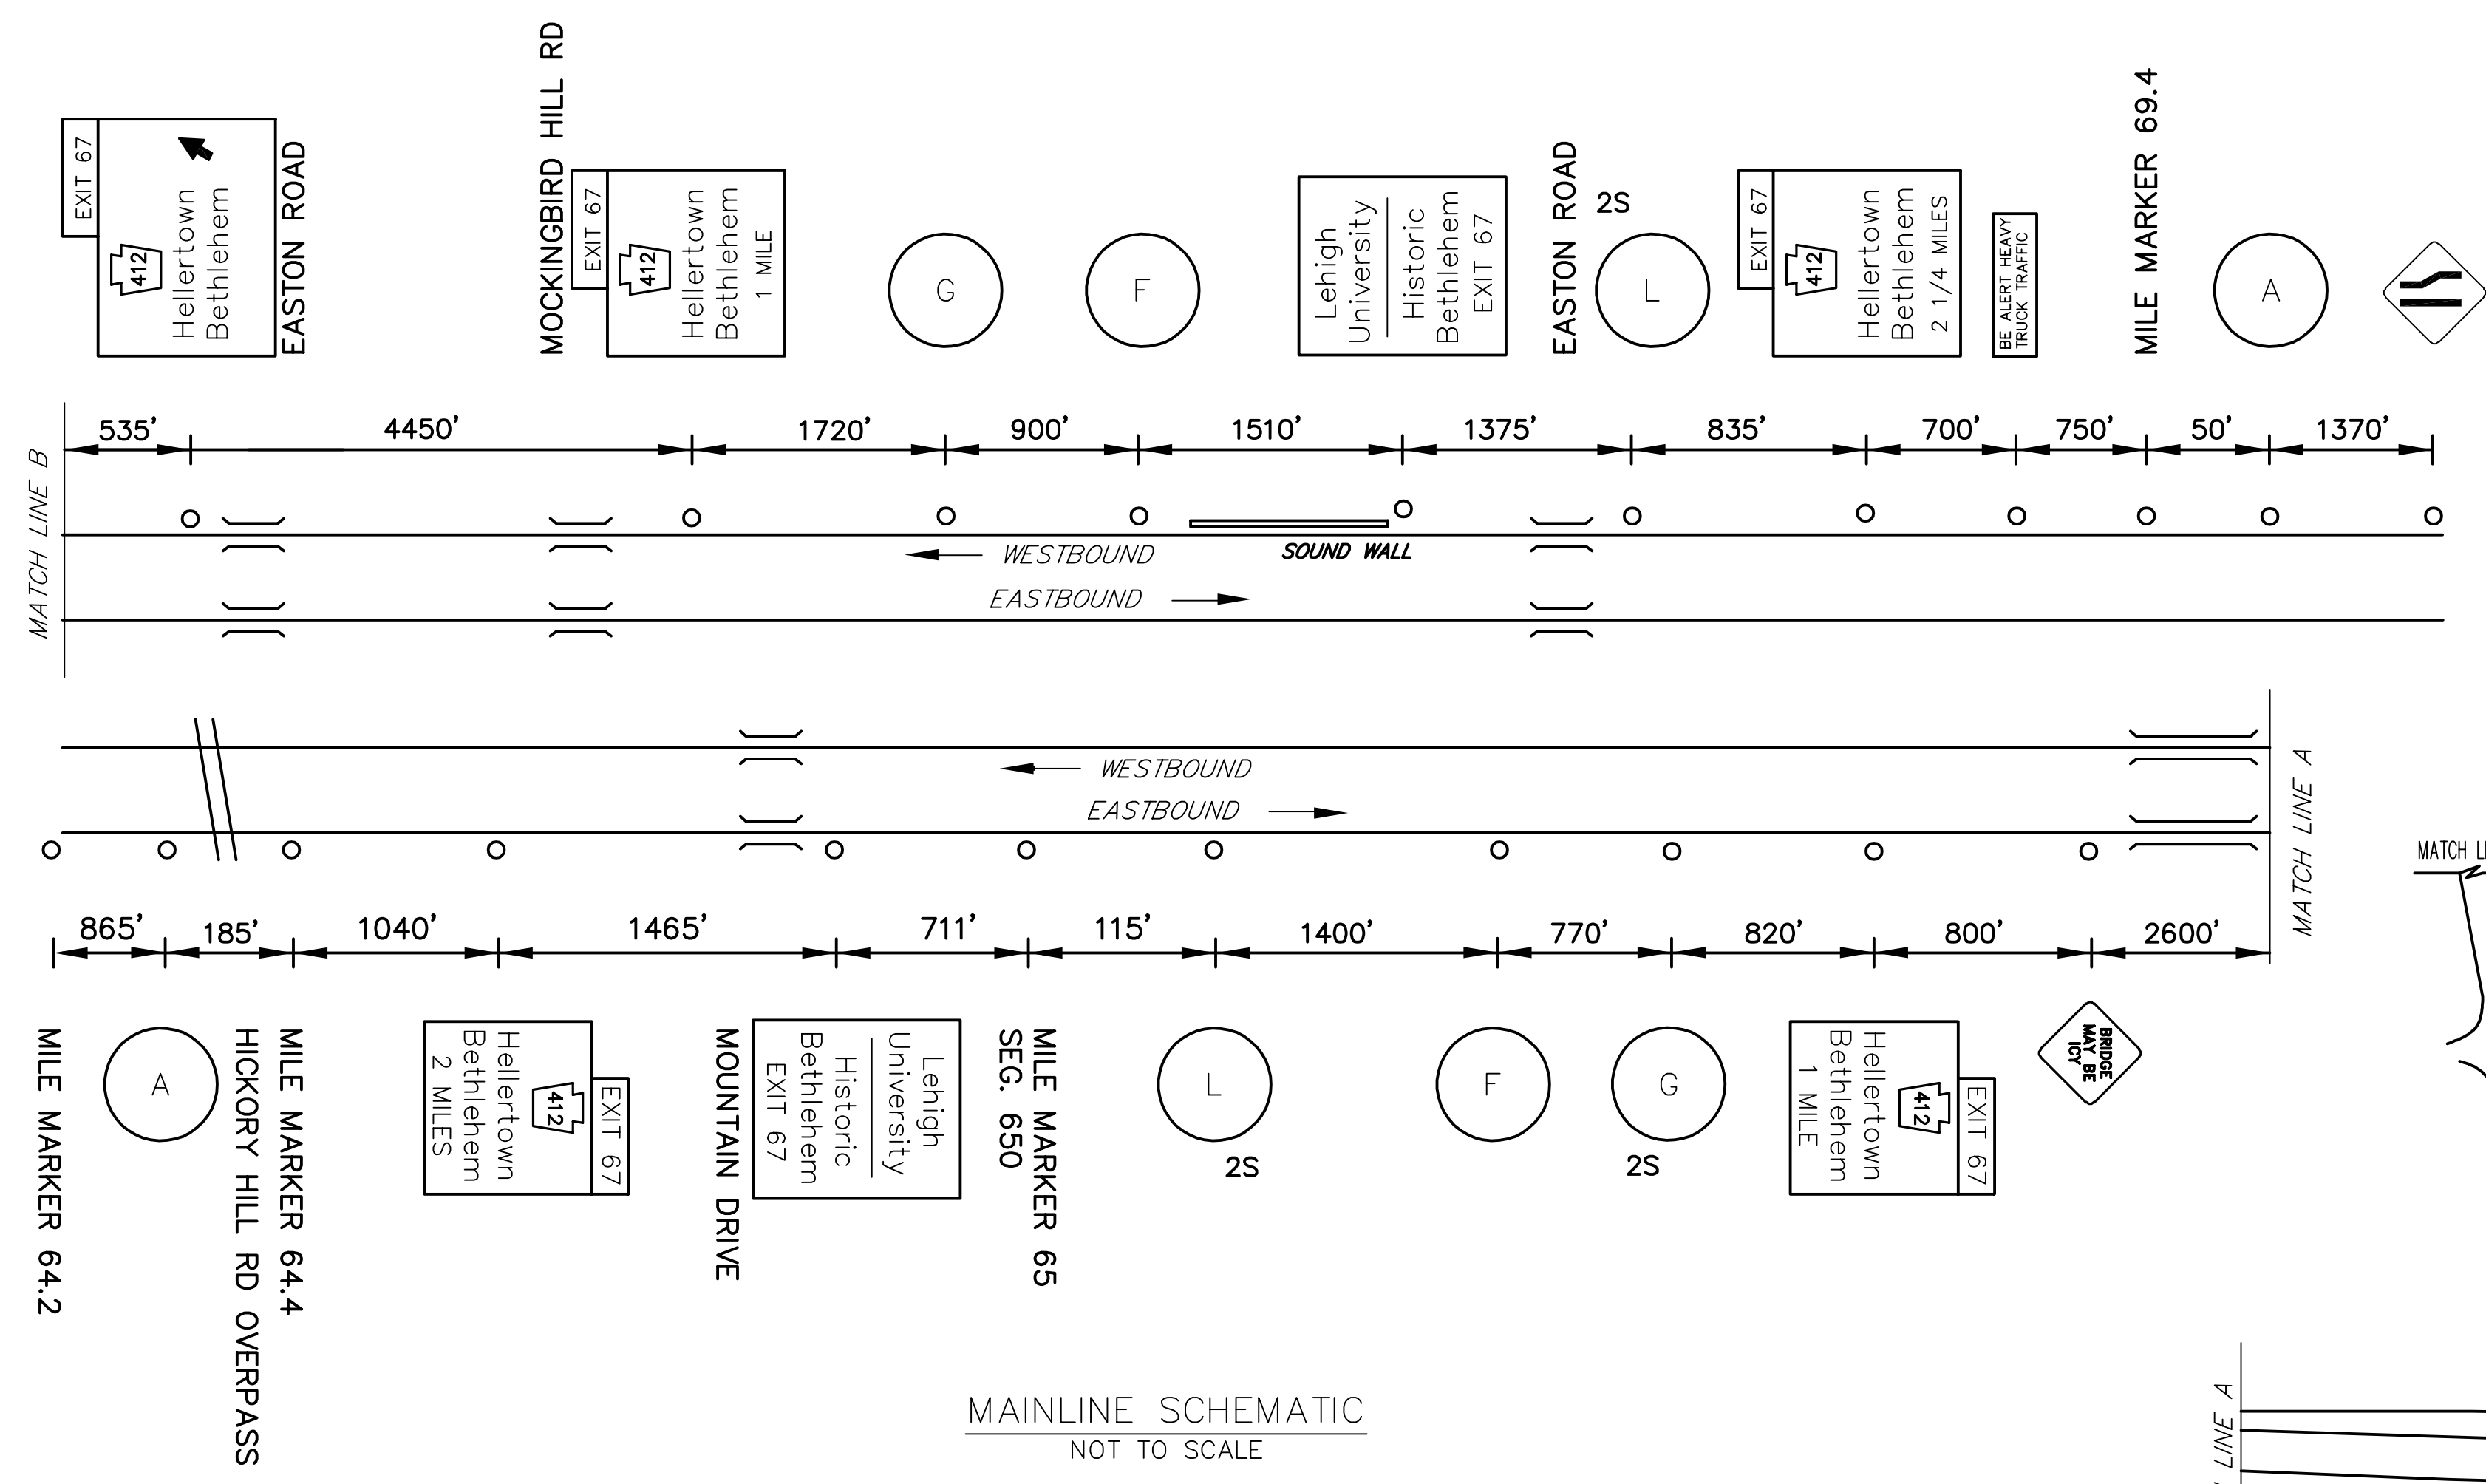 EXIT 67
412
Hellertown
Bethlehem
EASTON ROAD
MOCKINGBIRD HILL RD
EXIT 67
412
Hellertown
Bethlehem
1 MILE
G
F
Lehigh
University
Historic
Bethlehem
EXIT 67
EASTON ROAD
2S
L
EXIT 67
412
Hellertown
Bethlehem
2 1/4 MILES
BE ALERT HEAVY
TRUCK TRAFFIC
MILE MARKER 69.4
A
535' 4450' 1720' 900' 1510' 1375' 835' 700' 750' 50' 1370'
MATCH LINE B
WESTBOUND
SOUND WALL
EASTBOUND
WESTBOUND
EASTBOUND
MATCH LINE A
MATCH
865' 185' 1040' 1465' 711' 115' 1400' 770' 820' 800' 2600'
MILE MARKER 64.2
A
HICKORY HILL RD OVERPASS
MILE MARKER 64.4
EXIT 67
412
Hellertown
Bethlehem
2 MILES
MOUNTAIN DRIVE
Lehigh
University
Historic
Bethlehem
EXIT 67
MILE MARKER 65
SEG. 650
L
2S
F
G
2S
EXIT 67
412
Hellertown
Bethlehem
1 MILE
BRIDGE
MAY BE
ICY
MAINLINE SCHEMATIC
NOT TO SCALE
LINE A